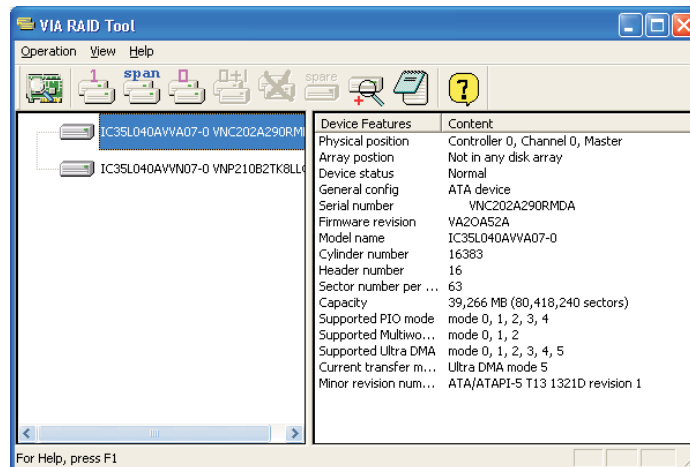 VIA RAID Tool
Operation View Help
1 span 0 0+1 spare ?
IC35L040AVVA07-0 VNC202A290RM
IC35L040AVVN07-0 VNP210B2TK8LL
Device Features Content
Physical position Controller 0, Channel 0, Master
Array postion Not in any disk array
Device status Normal
General config ATA device
Serial number VNC202A290RMDA
Firmware revision VA2OA52A
Model name IC35L040AVVA07-0
Cylinder number 16383
Header number 16
Sector number per ... 63
Capacity 39,266 MB (80,418,240 sectors)
Supported PIO mode mode 0, 1, 2, 3, 4
Supported Multiwo... mode 0, 1, 2
Supported Ultra DMA mode 0, 1, 2, 3, 4, 5
Current transfer m... Ultra DMA mode 5
Minor revision num... ATA/ATAPI-5 T13 1321D revision 1
For Help, press F1